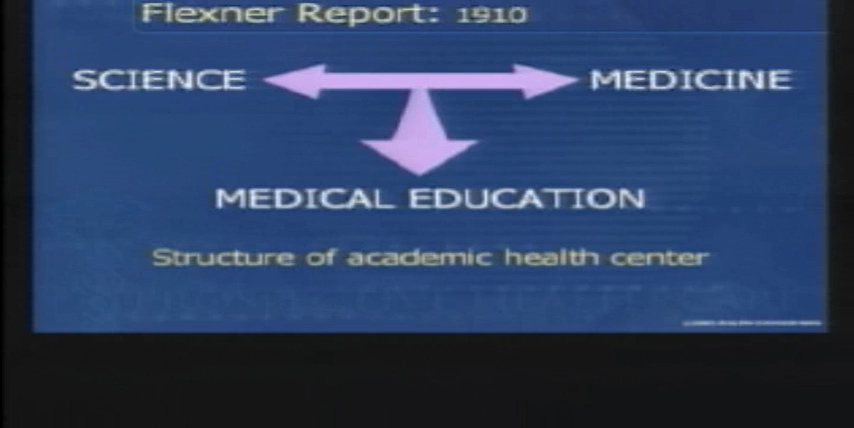 Flexner Report: 1910
SCIENCE MEDICINE
MEDICAL EDUCATION
Structure of academic health center